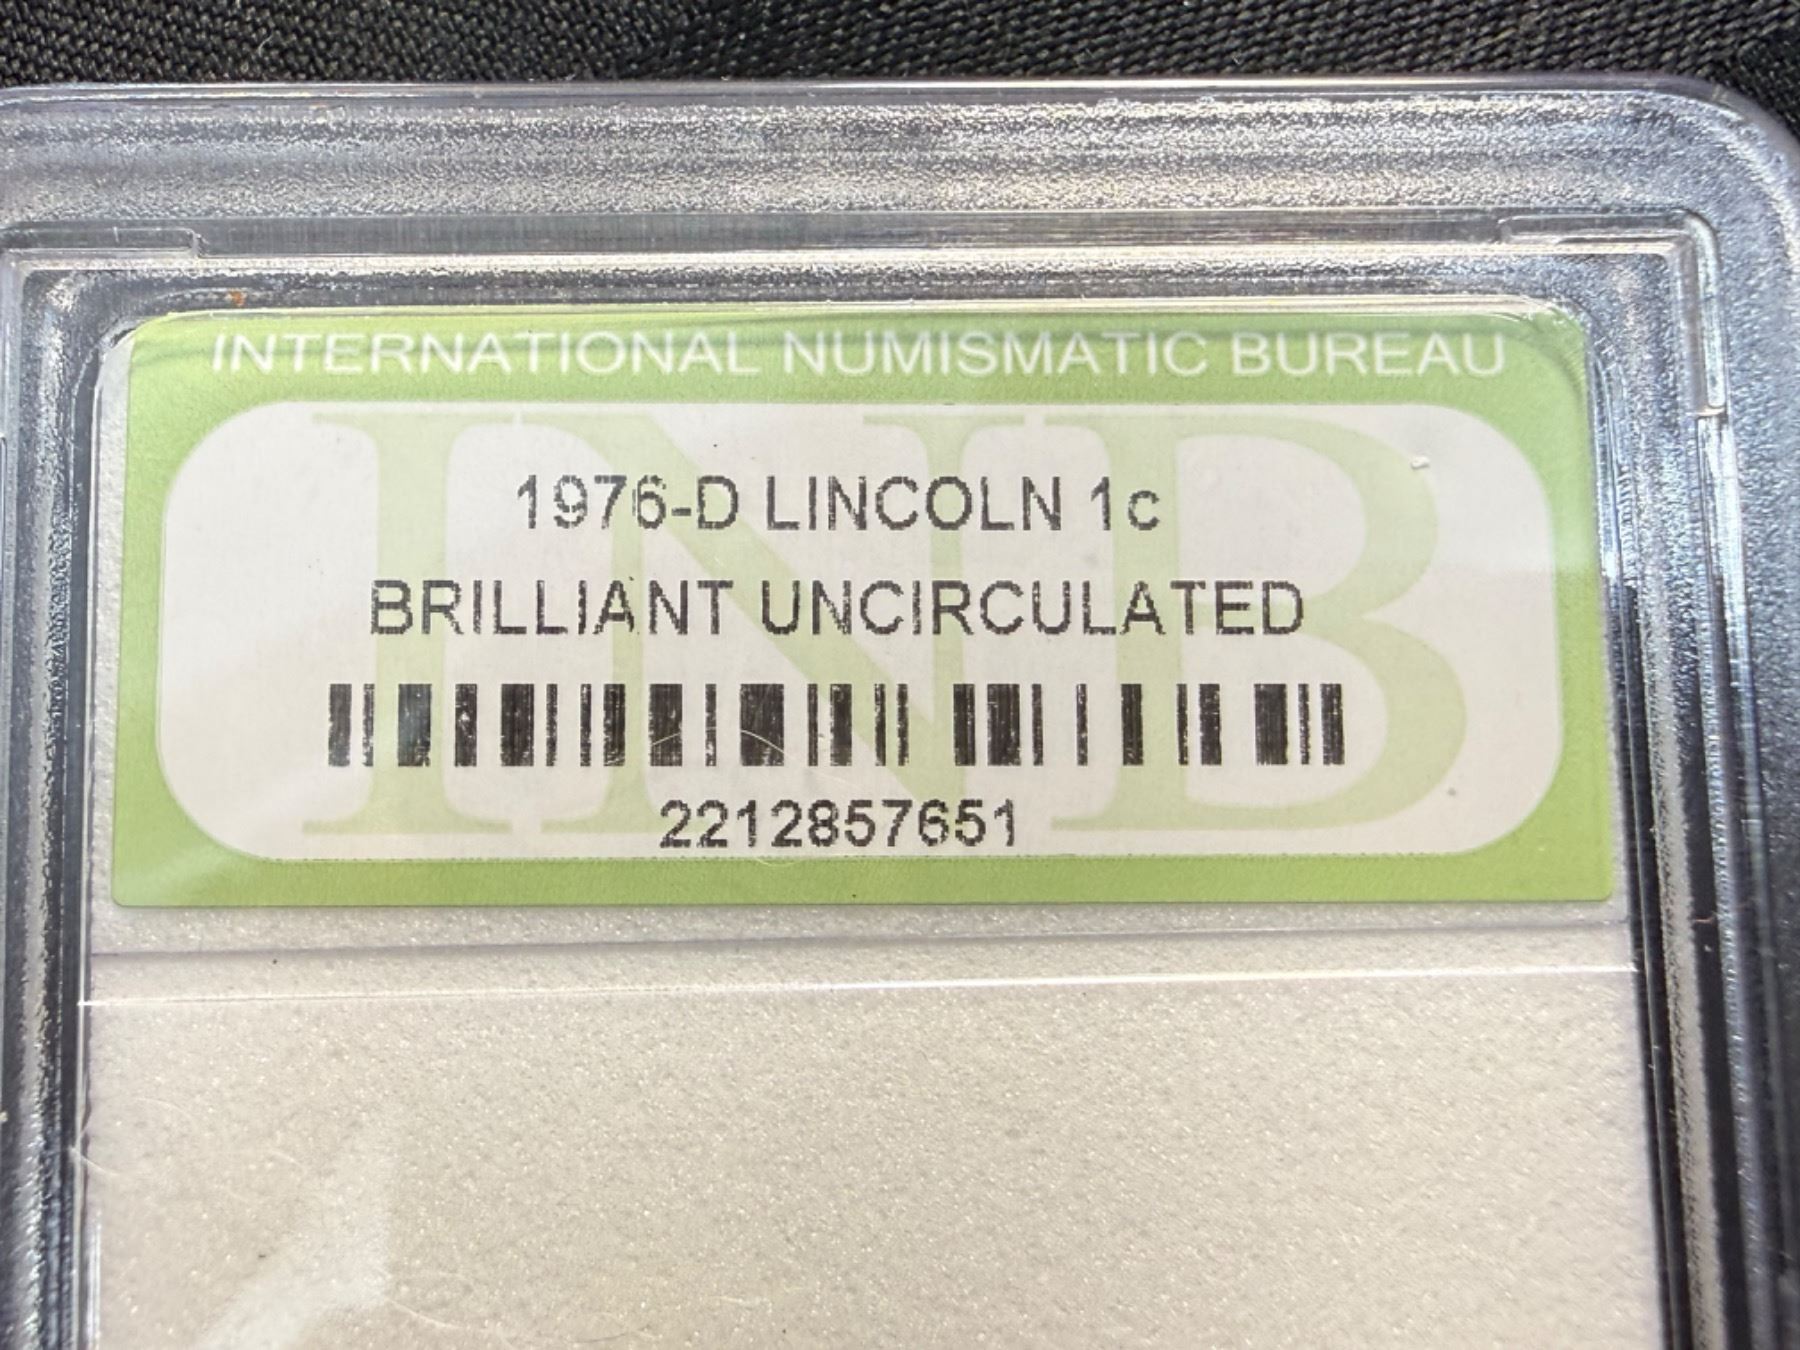 INTERNATIONAL NUMISMATIC BUREAU
INB
1976-D LINCOLN 1c
BRILLIANT UNCIRCULATED
2212857651